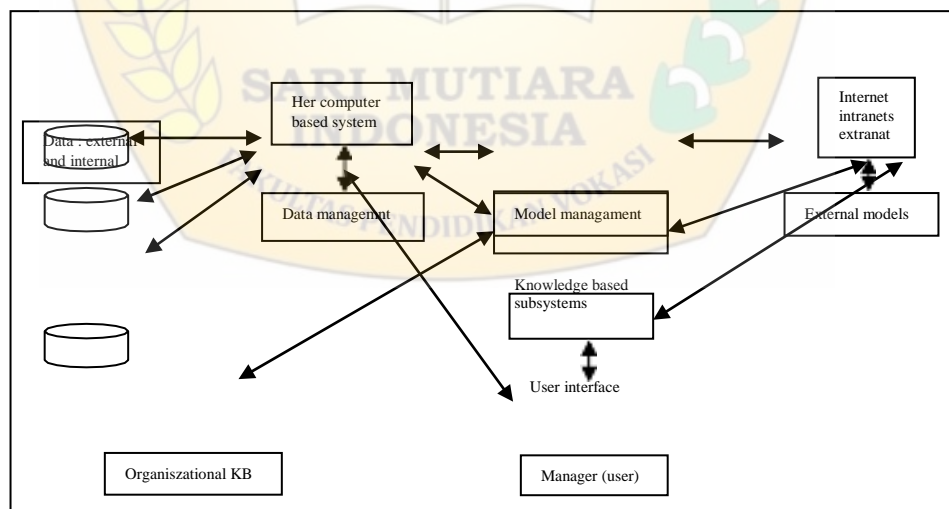 SARI MUTIARA
INDONESIA
FAKULTAS PENDIDIKAN VOKASI
Her computer
based system
Internet
intranets
extranat
Data : external
and internal
Data managemnt
Model managament
External models
Knowledge based
subsystems
User interface
Organiszational KB
Manager (user)